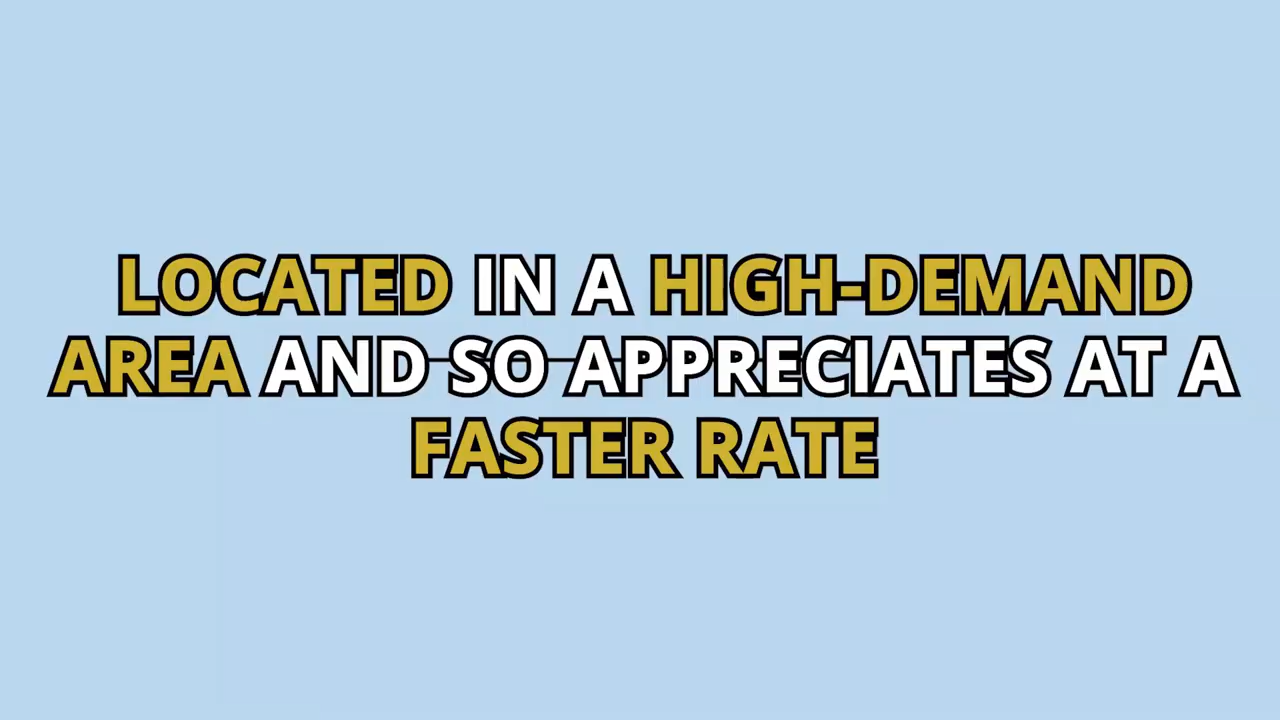 LOCATED IN A HIGH-DEMAND
AREA AND SO APPRECIATES AT A
FASTER RATE